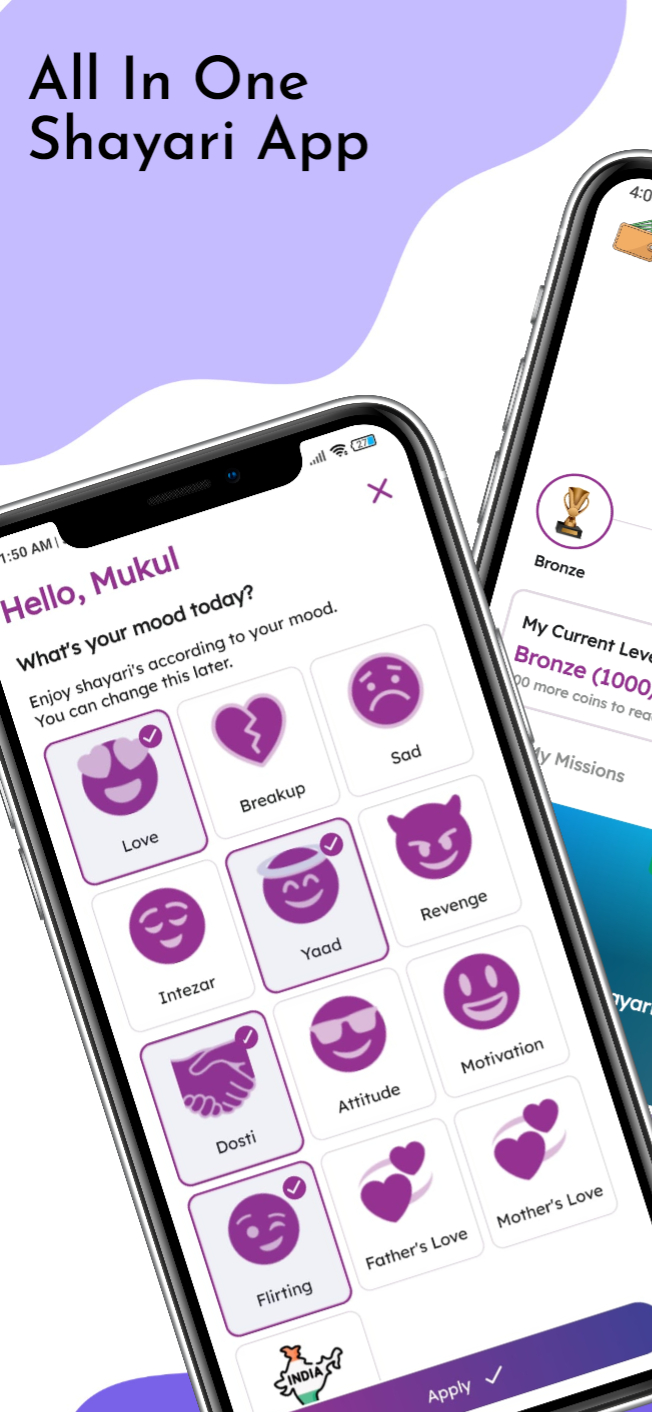 All In One
Shayari App
1:50 AM
27
Hello, Mukul
What's your mood today?
Enjoy shayari's according to your mood.
You can change this later.
Love
Breakup
Sad
Intezar
Yaad
Revenge
Dosti
Attitude
Motivation
Flirting
Father's Love
Mother's Love
INDIA
Apply
4:0
Bronze
My Current Leve
Bronze (1000,
00 more coins to rea
My Missions
ayari